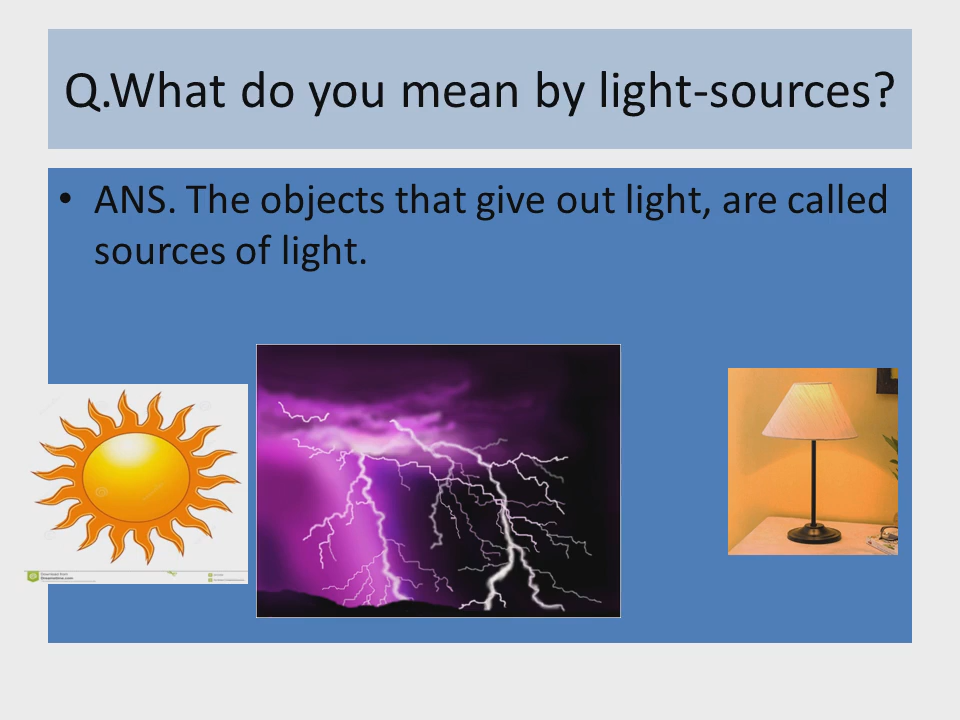 Q.What do you mean by light-sources?
• ANS. The objects that give out light, are called
sources of light.